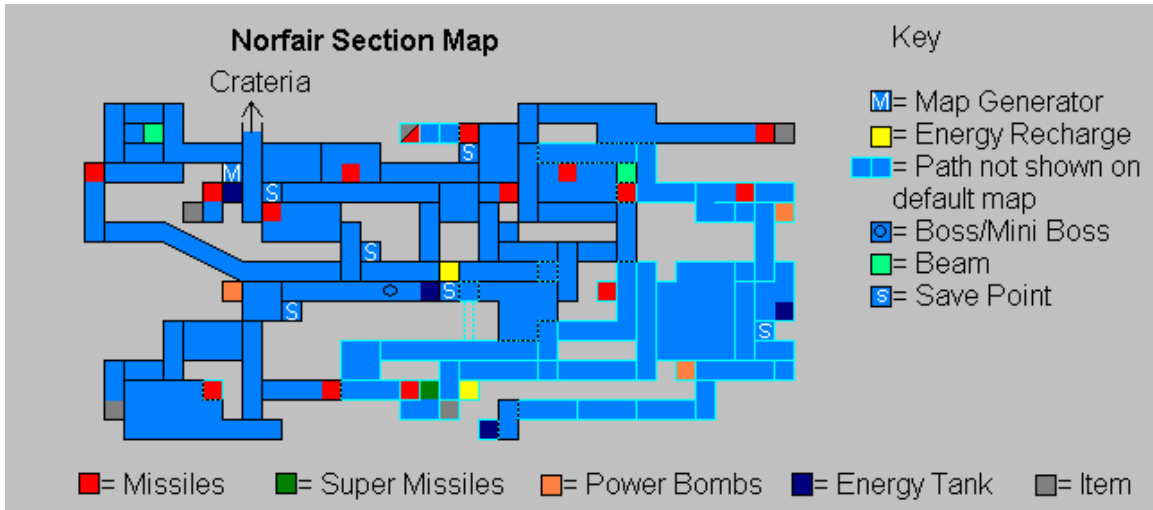 Norfair Section Map
Crateria
Key
M = Map Generator
= Energy Recharge
= Path not shown on
default map
= Boss/Mini Boss
= Beam
S = Save Point
M
S
S
S
S
S
S
= Missiles = Super Missiles = Power Bombs = Energy Tank = Item